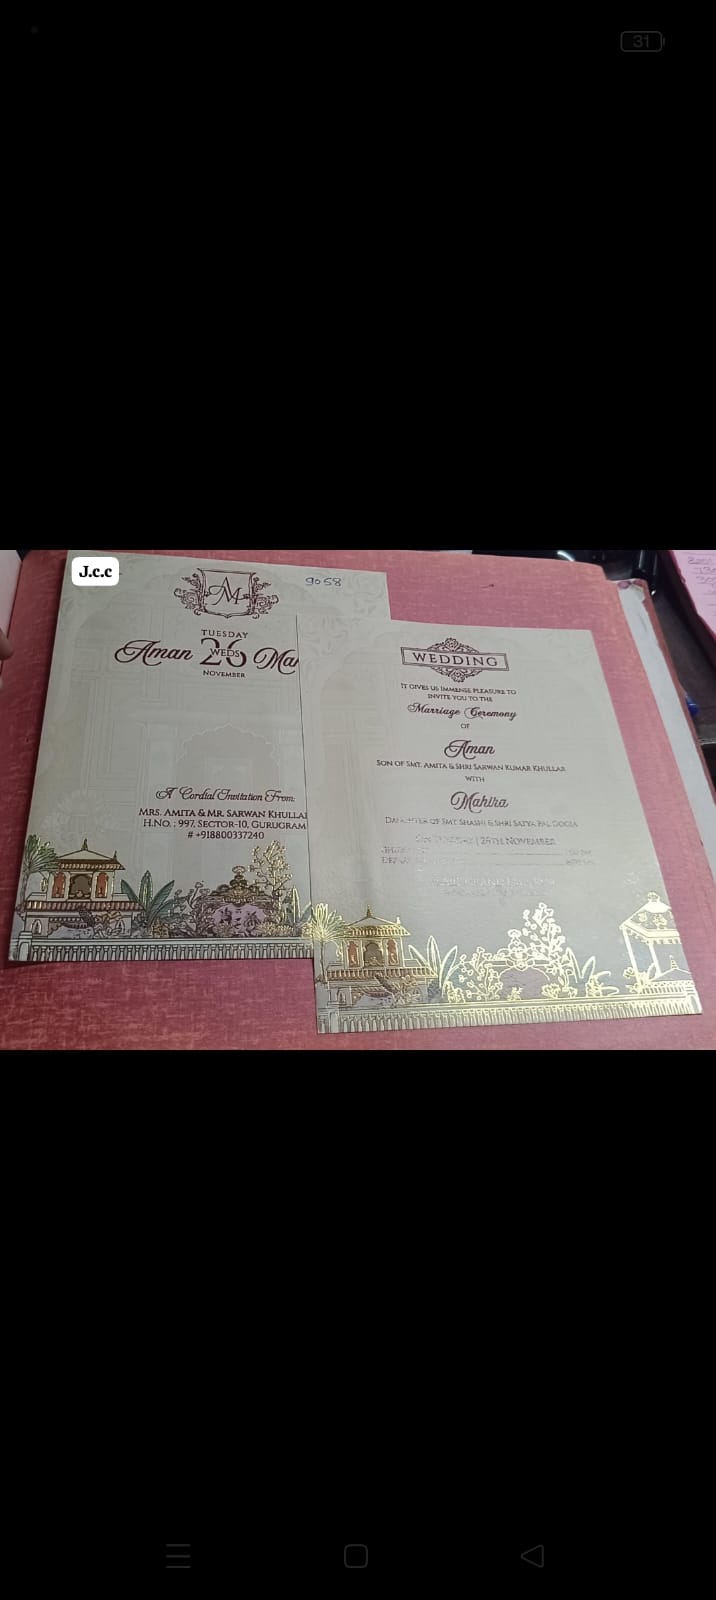 31
J.c.c
9058
AM
TUESDAY
Aman 26 WEDS Ma
NOVEMBER
A Cordial Invitation From:
MRS. AMITA & MR. SARWAN KHULLA
H.NO. : 997, SECTOR-10, GURUGRAM
# +918800337240
WEDDING
IT GIVES US IMMENSE PLEASURE TO
INVITE YOU TO THE
Marriage Ceremony
OF
Aman
SON OF SMT. AMITA & SHRI SARWAN KUMAR KHULLAR
WITH
Mahira
DAUGHTER OF SMT. SHASHI & SHRI SATYA PAL
TUESDAY | 26TH NOVEMBER